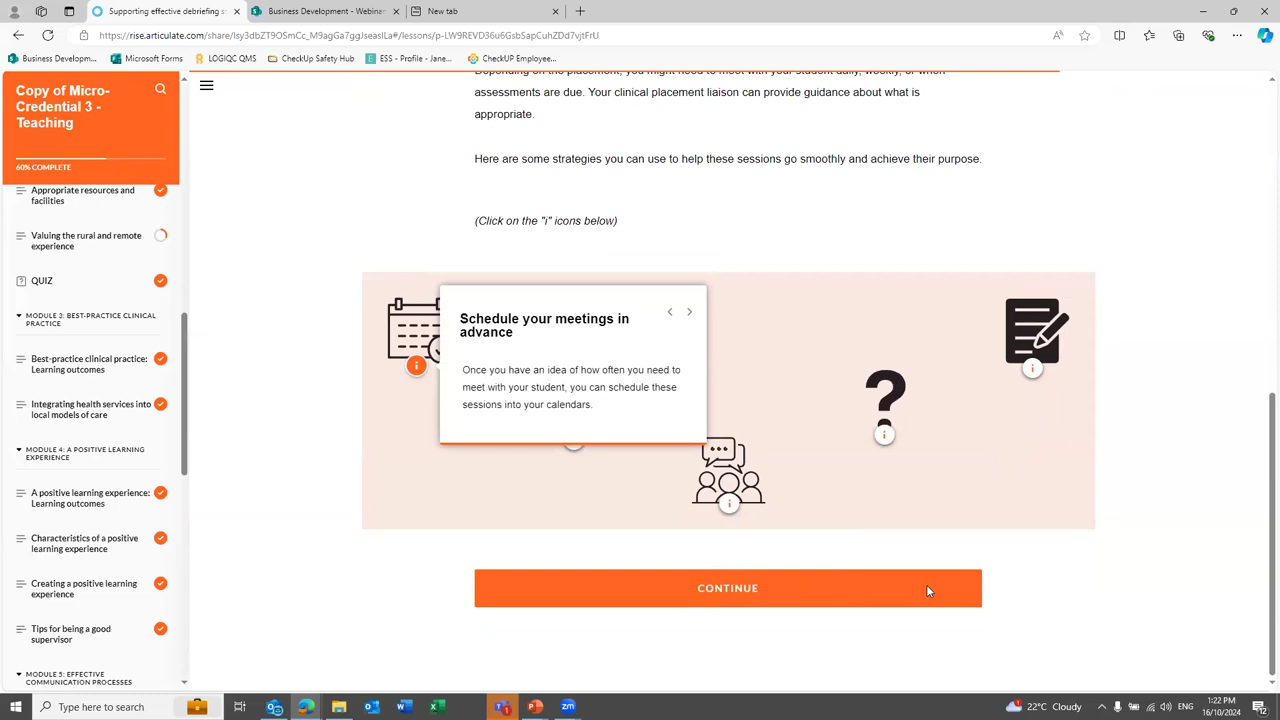 Supporting effective debriefing s
Business Development - Webinar
New tab
https://rise.articulate.com/share/Isy3dbZT9OSmCc_M9agGa7ggJseaslLa#/lessons/p-LW9REVD36u6GsbSapCuhZDd7vjtFrU
Business Developm...
Microsoft Forms
LOGIQC QMS
CheckUp Safety Hub
ESS - Profile - Jane...
CheckUP Employee...
Copy of Micro-
Credential 3 -
Teaching
60% COMPLETE
Appropriate resources and
facilities
Valuing the rural and remote
experience
QUIZ
MODULE 3: BEST-PRACTICE CLINICAL
PRACTICE
Best-practice clinical practice:
Learning outcomes
Integrating health services into
local models of care
MODULE 4: A POSITIVE LEARNING
EXPERIENCE
A positive learning experience:
Learning outcomes
Characteristics of a positive
learning experience
Creating a positive learning
experience
Tips for being a good
supervisor
MODULE 5: EFFECTIVE
COMMUNICATION PROCESSES
Depending on the placement, you might need to meet with your student daily, weekly, or when
assessments are due. Your clinical placement liaison can provide guidance about what is
appropriate.
Here are some strategies you can use to help these sessions go smoothly and achieve their purpose.
(Click on the "i" icons below)
Schedule your meetings in
advance
Once you have an idea of how often you need to
meet with your student, you can schedule these
sessions into your calendars.
?
i
i
i
i
CONTINUE
Type here to search
22°C Cloudy
1:22 PM
16/10/2024